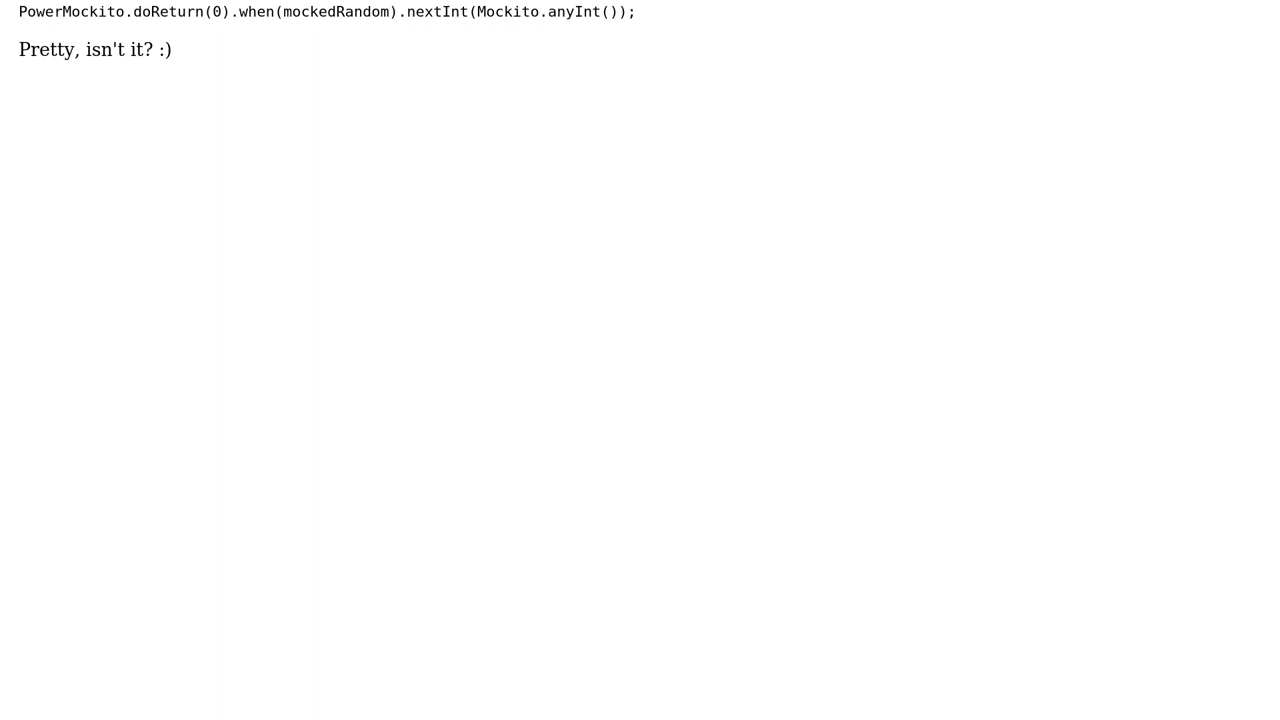 PowerMockito.doReturn(0).when(mockedRandom).nextInt(Mockito.anyInt());
Pretty, isn't it? :)